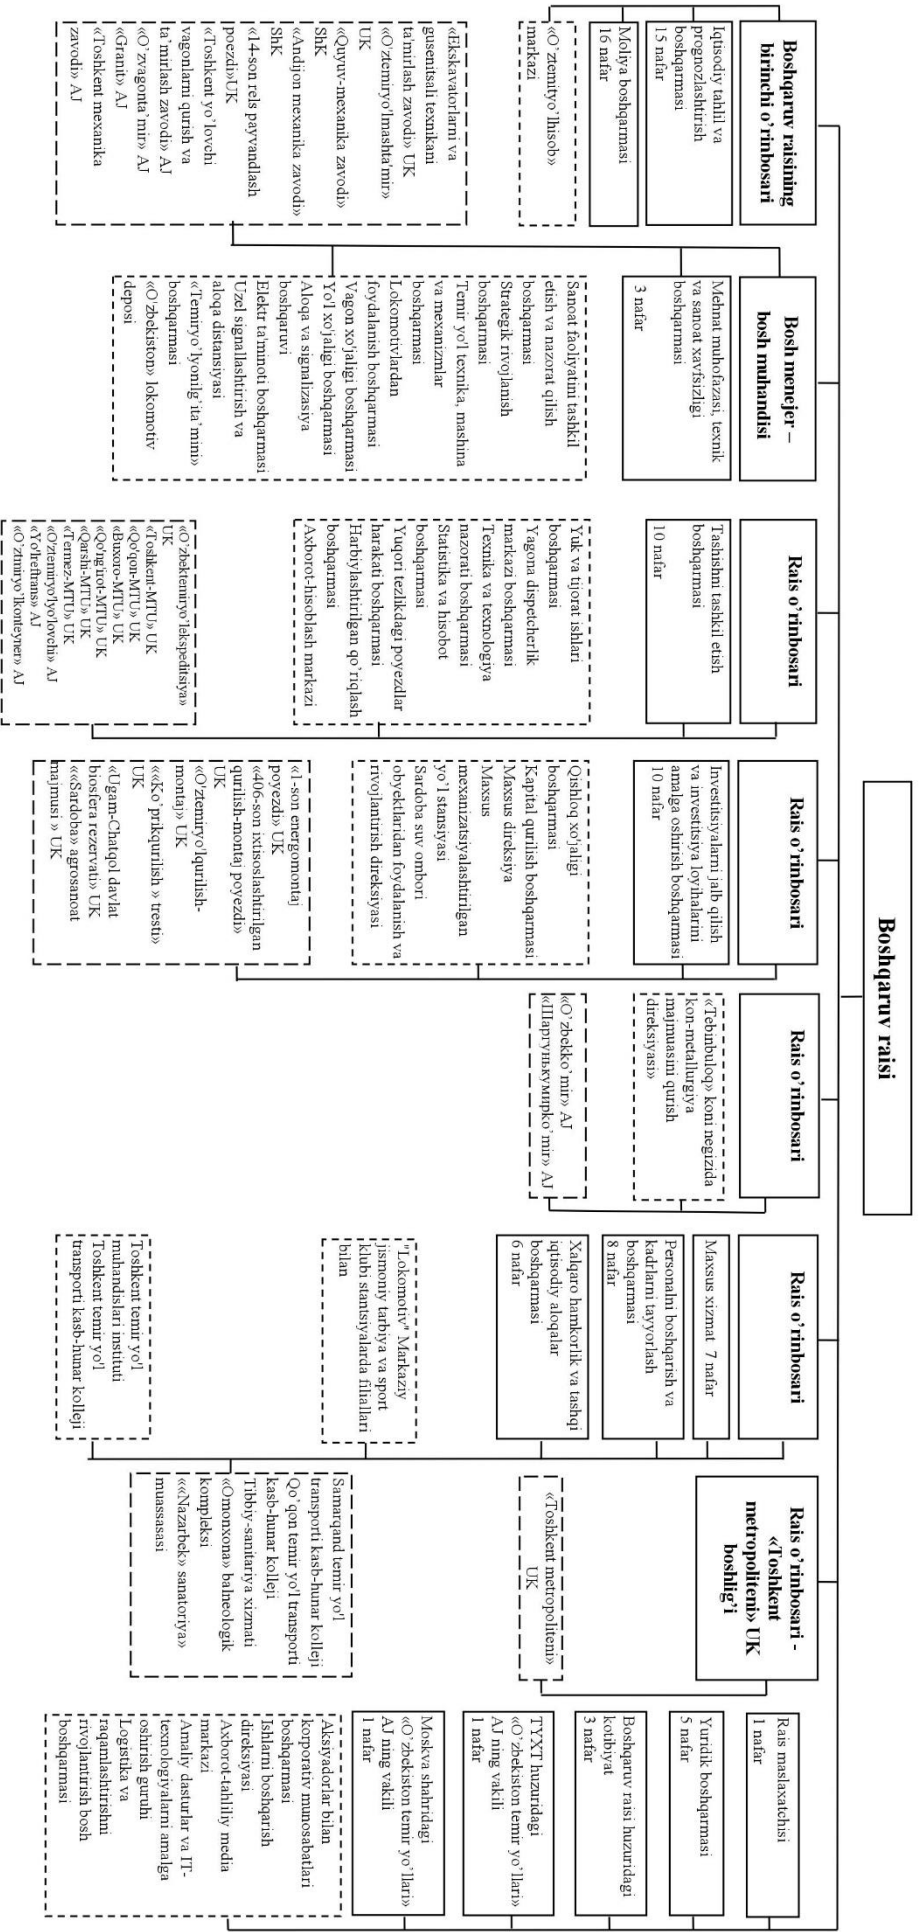 Boshqaruv raisi
Boshqaruv raisining
birinchi o’rinbosari
Iqtisodiy tahlil va
prognozlashtirish
boshqarmasi
15 nafar
Moliya boshqarmasi
16 nafar
«O’ztemityo’lhisob»
markazi
«Ekskavatorlarni va
gusenitsali texnikani
ta'mirlash zavodi» UK
«O’ztemiryo’lmashta'mir»
UK
«Quyuv-mexanika zavodi»
ShK
«Andijon mexanika zavodi»
ShK
«14-son rels payvandlash
poezdi»UK
«Toshkent yo’lovchi
vagonlarni qurish va
ta’mirlash zavodi» AJ
«O’zvagonta’mir» AJ
«Granit» AJ
«Toshkent mexanika
zavodi» AJ
Bosh menejer –
bosh muhandisi
Mehnat muhofazasi, texnik
va sanoat xavfsizligi
boshqarmasi
3 nafar
Sanoat faoliyatini tashkil
etish va nazorat qilish
boshqarmasi
Strategik rivojlanish
boshqarmasi
Temir yo'l texnika, mashina
va mexanizmlar
boshqarmasi
Lokomotivlardan
foydalanish boshqarmasi
Vagon xo'jaligi boshqarmasi
Yo'l xo'jaligi boshqarmasi
Aloqa va signalizasiya
boshqaruvi
Elektr ta'minoti boshqarmasi
Uzel signallashtirish va
aloqa distansiyasi
«Temiryo’lyonilg’ita’mini»
boshqarmasi
«O’zbekiston» lokomotiv
deposi
Rais o’rinbosari
Tashishni tashkil etish
boshqarmasi
10 nafar
Yuk va tijorat ishlari
boshqarmasi
Yagona dispetcherlik
markazi boshqarmasi
Texnika va texnologiya
nazorati boshqarmasi
Statistika va hisobot
boshqarmasi
Yuqori tezlikdagi poyezdlar
harakati boshqarmasi
Harbiylashtirilgan qo’riqlash
boshqarmasi
Axborot-hisoblash markazi
«O’zbektemiryo’lekspeditsiya»
UK
«Toshkent-MTU» UK
«Qo'qon-MTU» UK
«Buxoro-MTU» UK
«Qo'ng'irot-MTU» UK
«Qarshi-MTU» UK
«Termez-MTU» UK
«O'ztemiryo'lyo'lovchi» AJ
«Yo'lreftrans» AJ
«O’zmiryo’lkonteyner» AJ
Rais o’rinbosari
Investitsiyalarni jalb qilish
va investitsiya loyihalarini
amalga oshirish boshqarmasi
10 nafar
Qishloq xo'jaligi
boshqarmasi
Kapital qurilish boshqarmasi
Maxsus direksiya
Maxsus
mexanizatsiyalashtirilgan
yo’l stansiyasi
Sardoba suv ombori
obyektlaridan foydalanish va
rivojlantirish direksiyasi
«1-son energomontaj
poyezdi» UK
«406-son ixtisoslashtirilgan
qurilish-montaj poyezdi»
UK
«O’ztemiryo’lqurilish-
montaj» UK
««Ko’prikqurilish » tresti»
UK
«Ugam-Chatqol davlat
biosfera rezervati» UK
««Sardoba» agrosanoat
majmusi » UK
Rais o’rinbosari
«Tebinbuloq» koni negizida
kon-metallurgiya
majmuasini qurish
direksiyasi»
«O’zbekko’mir» AJ
«Шаргунькумирko’mir» AJ
Rais o’rinbosari
Maxsus xizmat 7 nafar
Personalni boshqarish va
kadrlarni tayyorlash
boshqarmasi
8 nafar
Xalqaro hamkorlik va tashqi
iqtisodiy aloqalar
boshqarmasi
6 nafar
"Lokomotiv" Markaziy
jismoniy tarbiya va sport
klubi stantsiyalarda filiallari
bilan
Toshkent temir yo'l
muhandislari instituti
Toshkent temir yo'l
transporti kasb-hunar kolleji
Rais o’rinbosari -
«Toshkent
metropoliteni» UK
boshlig’i
«Toshkent metropoliteni»
UK
Samarqand temir yo'l
transporti kasb-hunar kolleji
Qo’qon temir yo'l transporti
kasb-hunar kolleji
Tibbiy-sanitariya xizmati
«Omonxona» balneologik
kompleksi
««Nazarbek» sanatoriya»
muassasasi
Rais maslaxatchisi
1 nafar
Yuridik boshqarmasi
5 nafar
Boshqaruv raisi huzuridagi
kotibiyat
3 nafar
TYXT huzuridagi
«O’zbekiston temir yo’llari»
AJ ning vakili
1 nafar
Moskva shahridagi
«O’zbekiston temir yo’llari»
AJ ning vakili
1 nafar
Aksiyadorlar bilan
korporativ munosabatlari
boshqarmasi
Ishlarni boshqarish
direksiyasi
Axborot-tahliliy media
markazi
Amaliy dasturlar va IT-
texnologiyalarni amalga
oshirish guruhi
Logistika va
raqamlashtirishni
rivojlantirish bosh
boshqarmasi